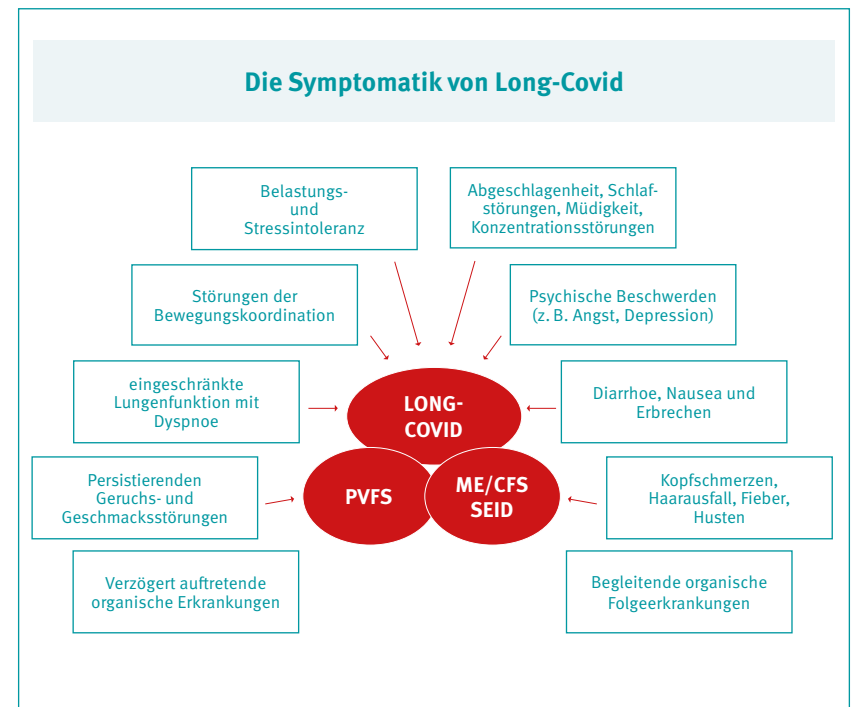 Die Symptomatik von Long-Covid
Belastungs-
und
Stressintoleranz
Abgeschlagenheit, Schlaf-
störungen, Müdigkeit,
Konzentrationsstörungen
Störungen der
Bewegungskoordination
Psychische Beschwerden
(z. B. Angst, Depression)
eingeschränkte
Lungenfunktion mit
Dyspnoe
LONG-
COVID
Diarrhoe, Nausea und
Erbrechen
Persistierenden
Geruchs- und
Geschmacksstörungen
PVFS
ME/CFS
SEID
Kopfschmerzen,
Haarausfall, Fieber,
Husten
Verzögert auftretende
organische Erkrankungen
Begleitende organische
Folgeerkrankungen